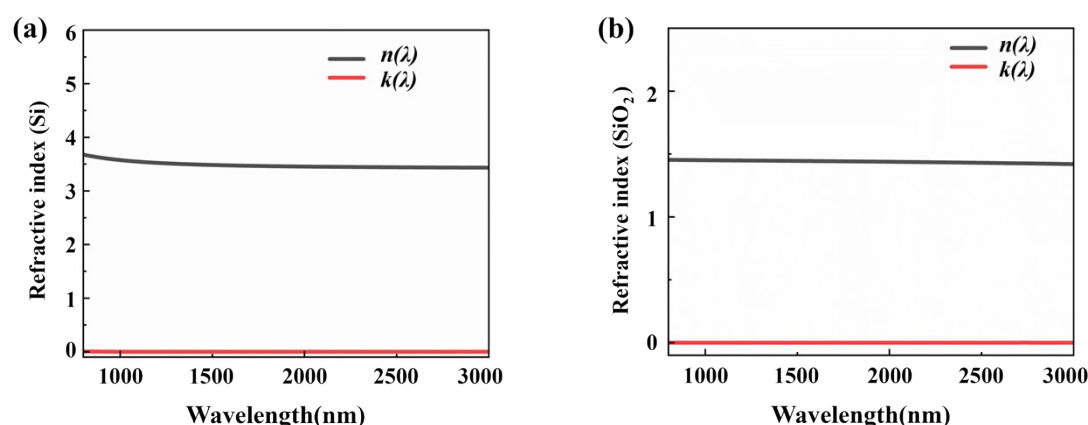 (a)
Refractive index (Si)
6
5
4
3
2
1
0
n(λ)
k(λ)
1000 1500 2000 2500 3000
Wavelength(nm)
(b)
Refractive index (SiO₂)
2
1
0
n(λ)
k(λ)
1000 1500 2000 2500 3000
Wavelength(nm)